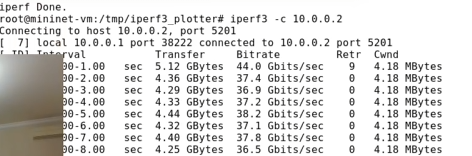 iperf Done.
root@mininet-vm:/tmp/iperf3_plotter# iperf3 -c 10.0.0.2
Connecting to host 10.0.0.2, port 5201
[  7] local 10.0.0.1 port 38222 connected to 10.0.0.2 port 5201
[ ID] Interval           Transfer     Bitrate         Retr  Cwnd
00-1.00   sec  5.12 GBytes  44.0 Gbits/sec    9   4.18 MBytes
00-2.00   sec  4.36 GBytes  37.4 Gbits/sec    0   4.18 MBytes
00-3.00   sec  4.29 GBytes  36.9 Gbits/sec    0   4.18 MBytes
00-4.00   sec  4.33 GBytes  37.2 Gbits/sec    0   4.18 MBytes
00-5.00   sec  4.44 GBytes  38.2 Gbits/sec    0   4.18 MBytes
00-6.00   sec  4.32 GBytes  37.1 Gbits/sec    0   4.18 MBytes
00-7.00   sec  4.40 GBytes  37.8 Gbits/sec    0   4.18 MBytes
00-8.00   sec  4.25 GBytes  36.5 Gbits/sec    0   4.18 MBytes